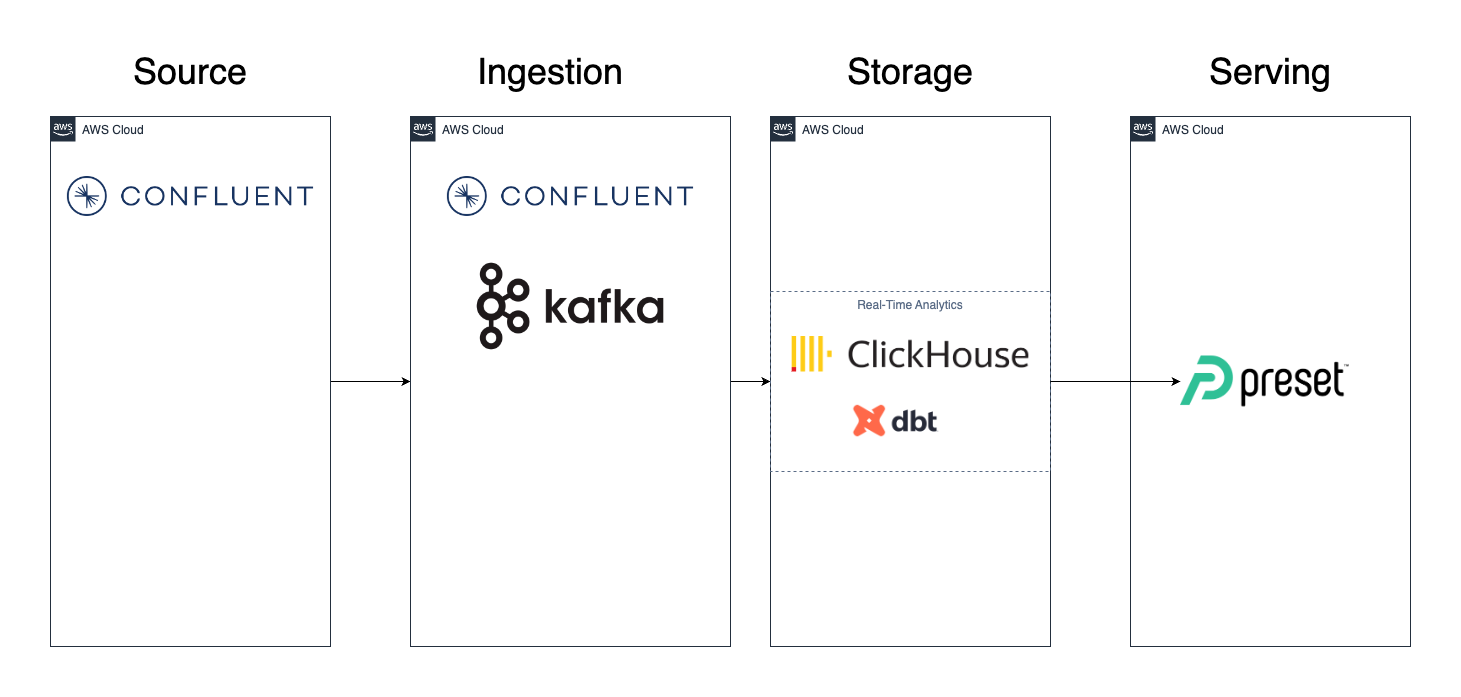 Source
Ingestion
Storage
Serving
aws AWS Cloud
aws AWS Cloud
aws AWS Cloud
aws AWS Cloud
CONFLUENT
CONFLUENT
kafka
Real-Time Analytics
ClickHouse
dbt
preset™